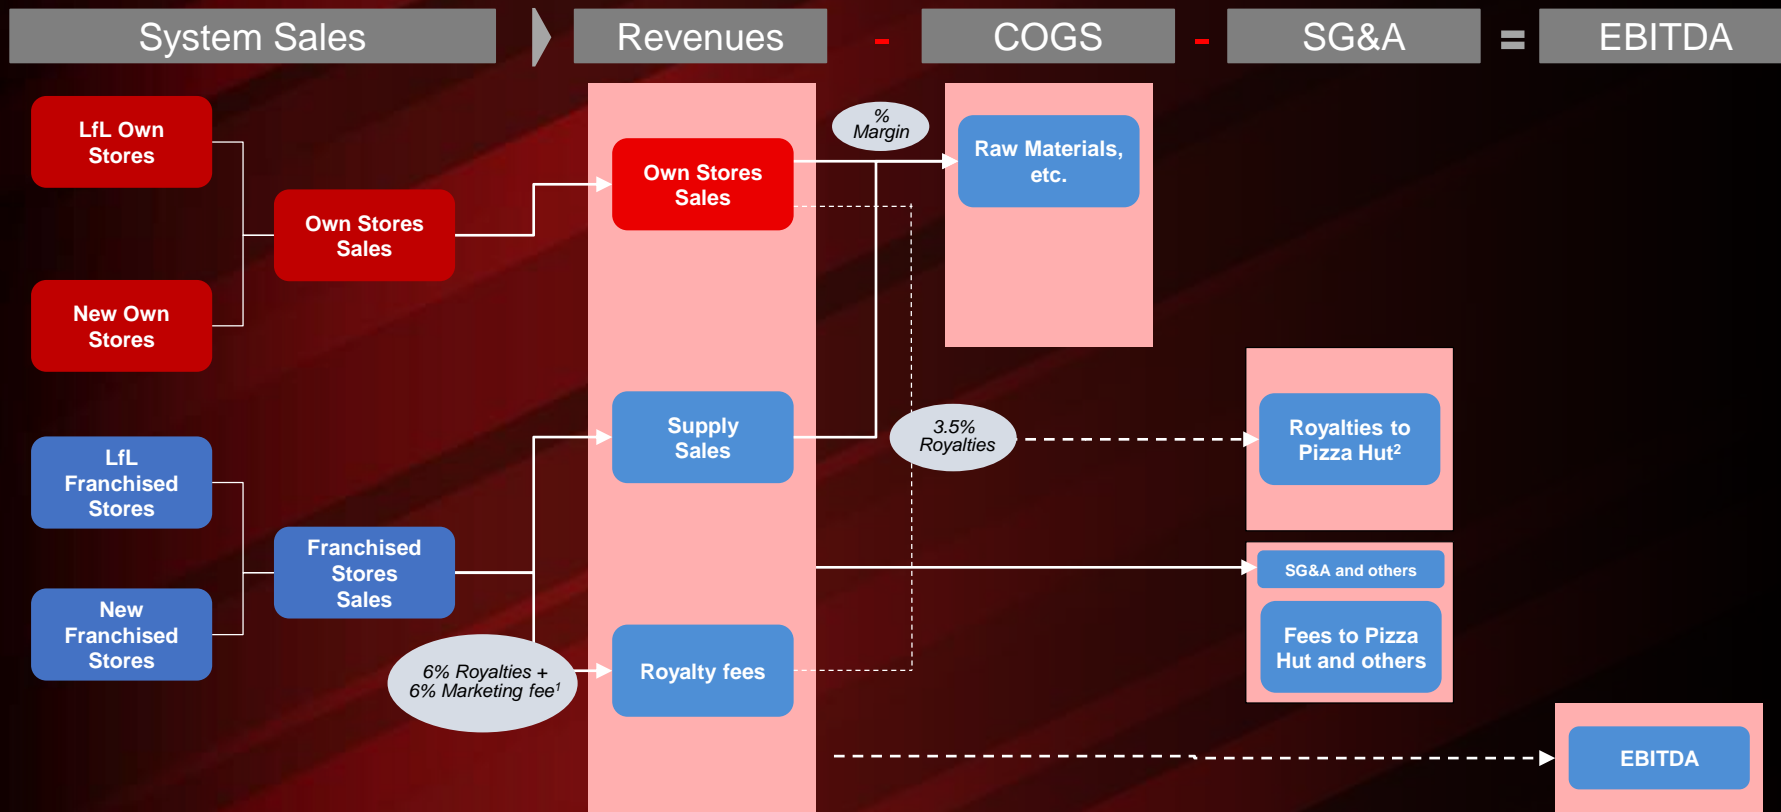 System Sales
Revenues
-
COGS
-
SG&A
=
EBITDA
LfL Own
Stores
New Own
Stores
Own Stores
Sales
LfL
Franchised
Stores
New
Franchised
Stores
Franchised
Stores
Sales
6% Royalties +
6% Marketing fee¹
Own Stores
Sales
Supply
Sales
Royalty fees
%
Margin
3.5%
Royalties
Raw Materials,
etc.
Royalties to
Pizza Hut²
SG&A and others
Fees to Pizza
Hut and others
EBITDA